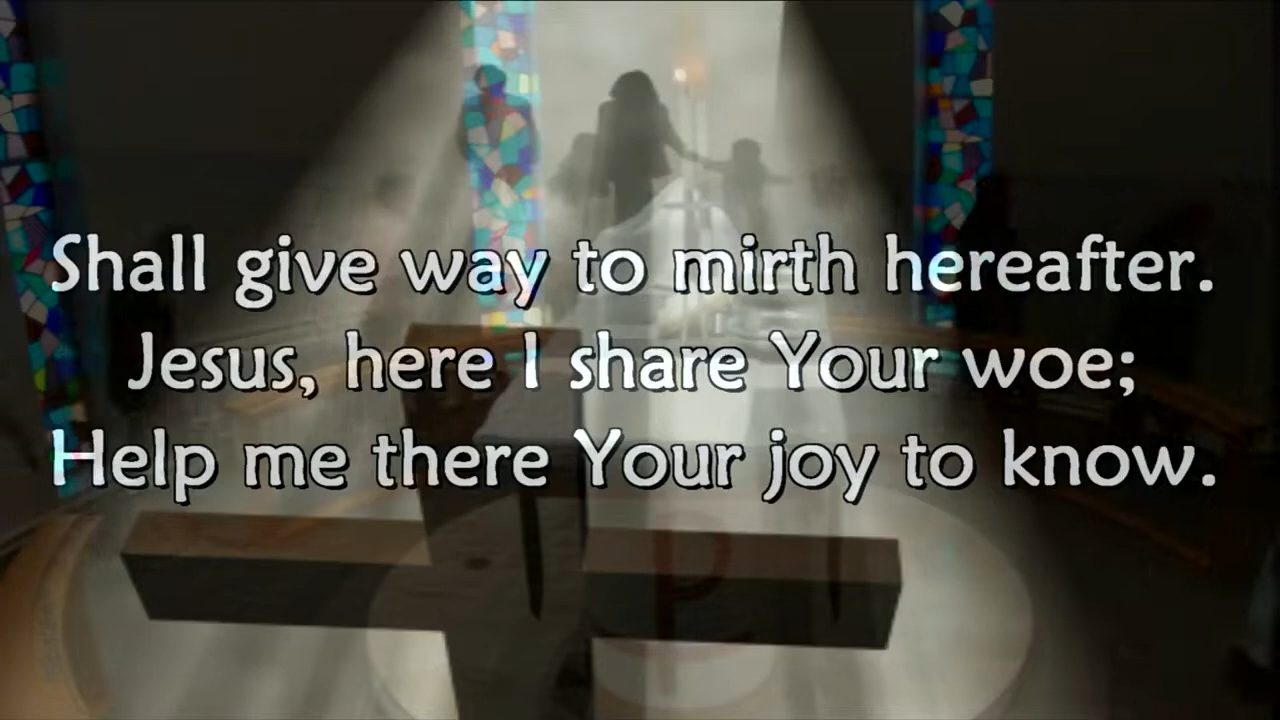 Shall give way to mirth hereafter.
Jesus, here I share Your woe;
Help me there Your joy to know.